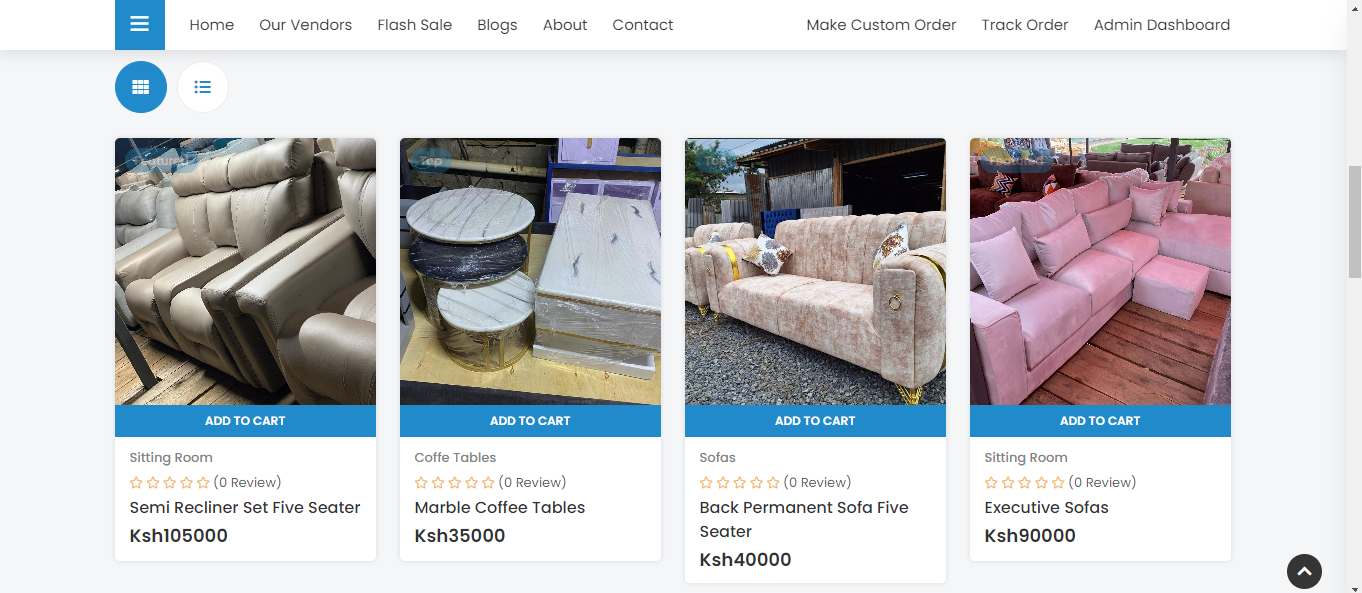 Home Our Vendors Flash Sale Blogs About Contact Make Custom Order Track Order Admin Dashboard
Featured
Top
Top
ADD TO CART
ADD TO CART
ADD TO CART
ADD TO CART
Sitting Room
(0 Review)
Semi Recliner Set Five Seater
Ksh105000
Coffe Tables
(0 Review)
Marble Coffee Tables
Ksh35000
Sofas
(0 Review)
Back Permanent Sofa Five
Seater
Ksh40000
Sitting Room
(0 Review)
Executive Sofas
Ksh90000